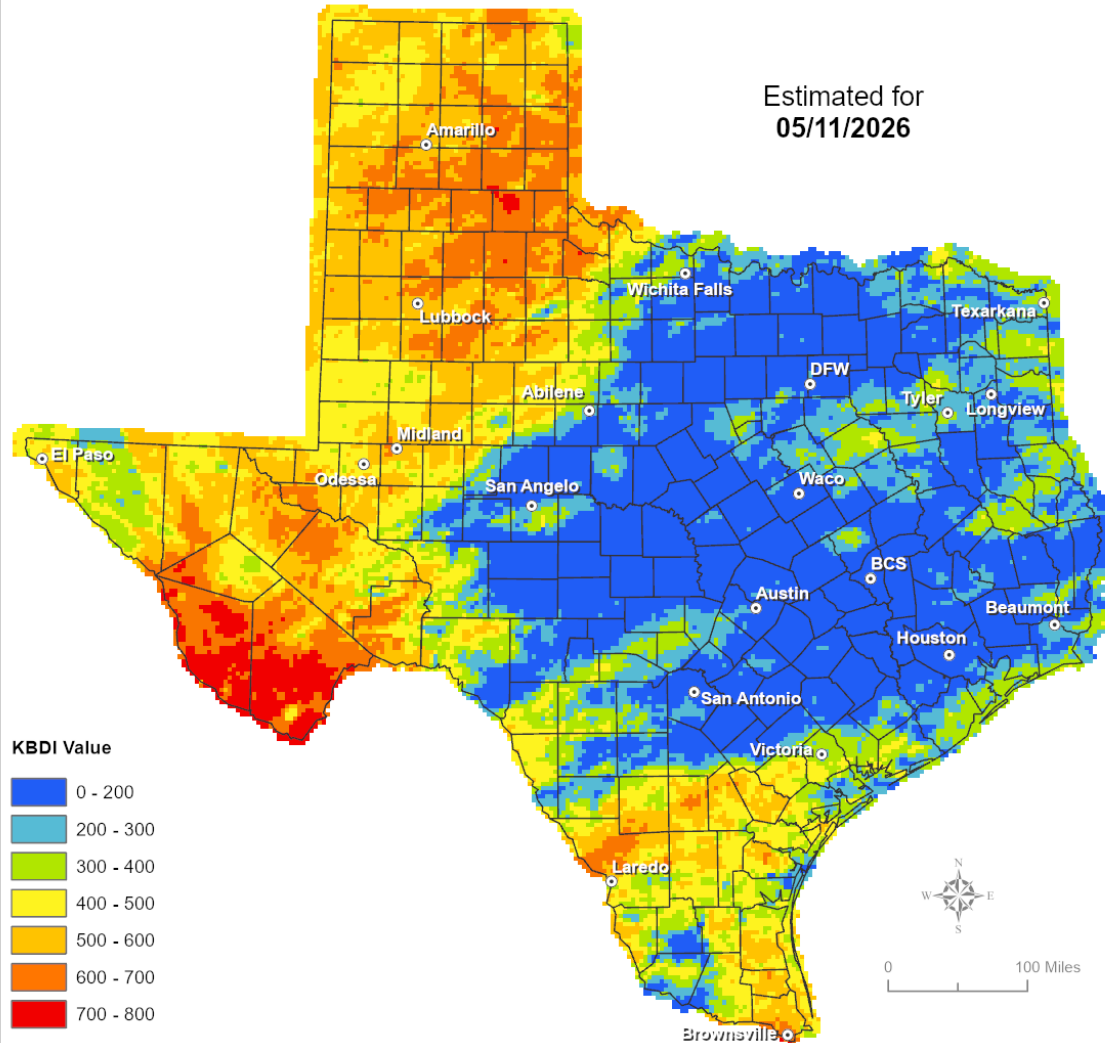 Estimated for
05/11/2026
Amarillo
Wichita Falls
Lubbock
Texarkana
DFW
Abilene
Tyler
Longview
Midland
El Paso
Odessa
San Angelo
Waco
BCS
Austin
Beaumont
Houston
San Antonio
Victoria
KBDI Value
0 - 200
200 - 300
300 - 400
400 - 500
500 - 600
600 - 700
700 - 800
Laredo
N
W E
S
0 100 Miles
Brownsville